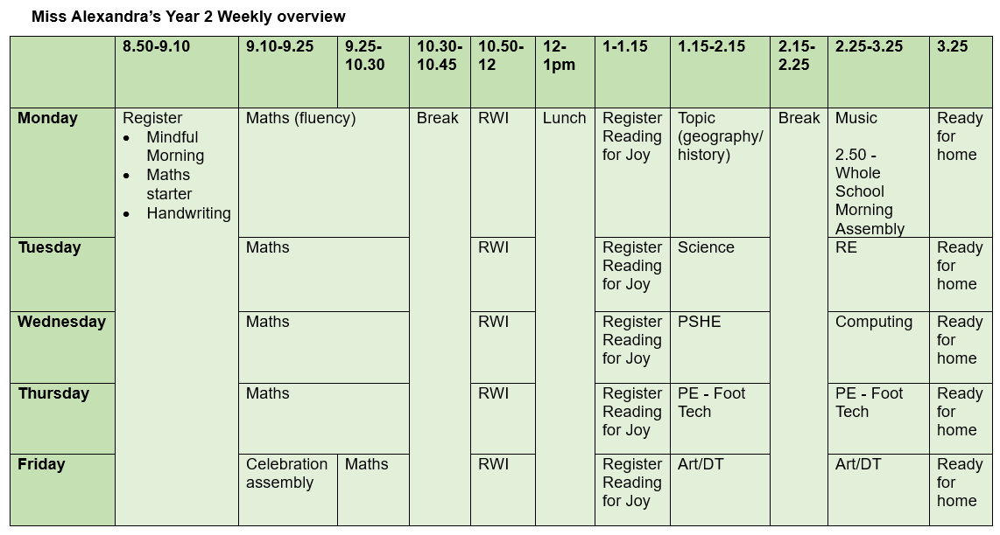 Miss Alexandra’s Year 2 Weekly overview
8.50-9.10 9.10-9.25 9.25- 10.30- 10.50- 12- 1-1.15 1.15-2.15 2.15- 2.25-3.25 3.25
10.30 10.45 12 1pm 2.25
Monday Register Maths (fluency) Break RWI Lunch Register Topic Break Music Ready
• Mindful Reading (geography/ for
Morning for Joy history) 2.50 - home
• Maths Whole
starter School
• Handwriting Morning
Assembly
Tuesday Maths RWI Register Science RE Ready
Reading for
for Joy home
Wednesday Maths RWI Register PSHE Computing Ready
Reading for
for Joy home
Thursday Maths RWI Register PE - Foot PE - Foot Ready
Reading Tech Tech for
for Joy home
Friday Celebration Maths RWI Register Art/DT Art/DT Ready
assembly Reading for
for Joy home